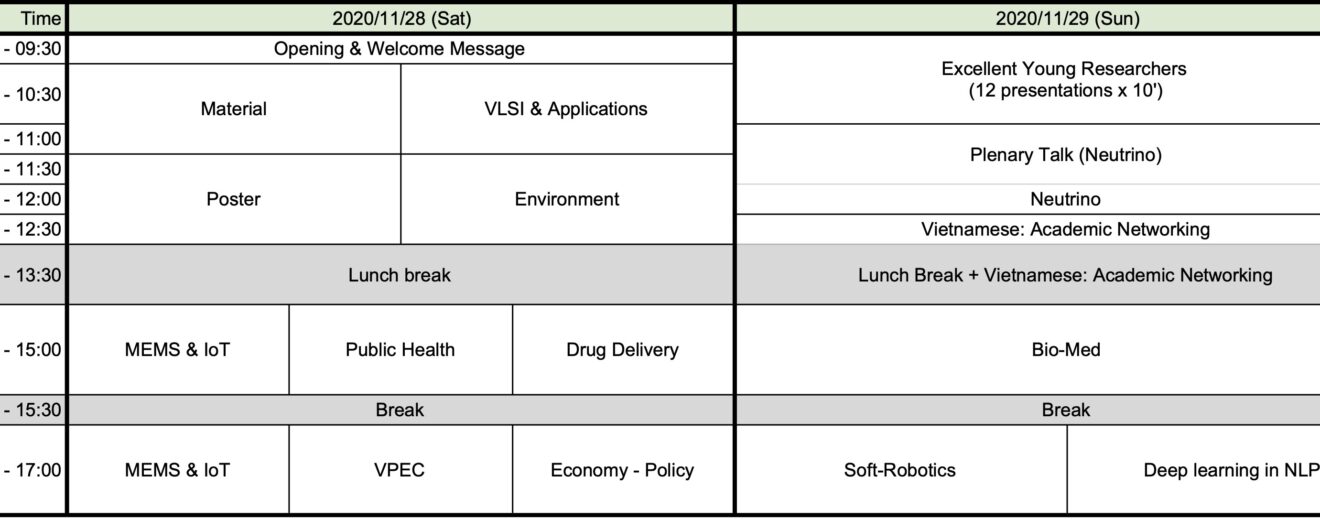 Time 2020/11/28 (Sat) 2020/11/29 (Sun)
- 09:30 Opening & Welcome Message
Excellent Young Researchers
(12 presentations x 10')
- 10:30 Material VLSI & Applications
- 11:00
Plenary Talk (Neutrino)
- 11:30
- 12:00 Poster Environment Neutrino
- 12:30 Vietnamese: Academic Networking
- 13:30 Lunch break Lunch Break + Vietnamese: Academic Networking
- 15:00 MEMS & IoT Public Health Drug Delivery Bio-Med
- 15:30 Break Break
- 17:00 MEMS & IoT VPEC Economy - Policy Soft-Robotics Deep learning in NLP